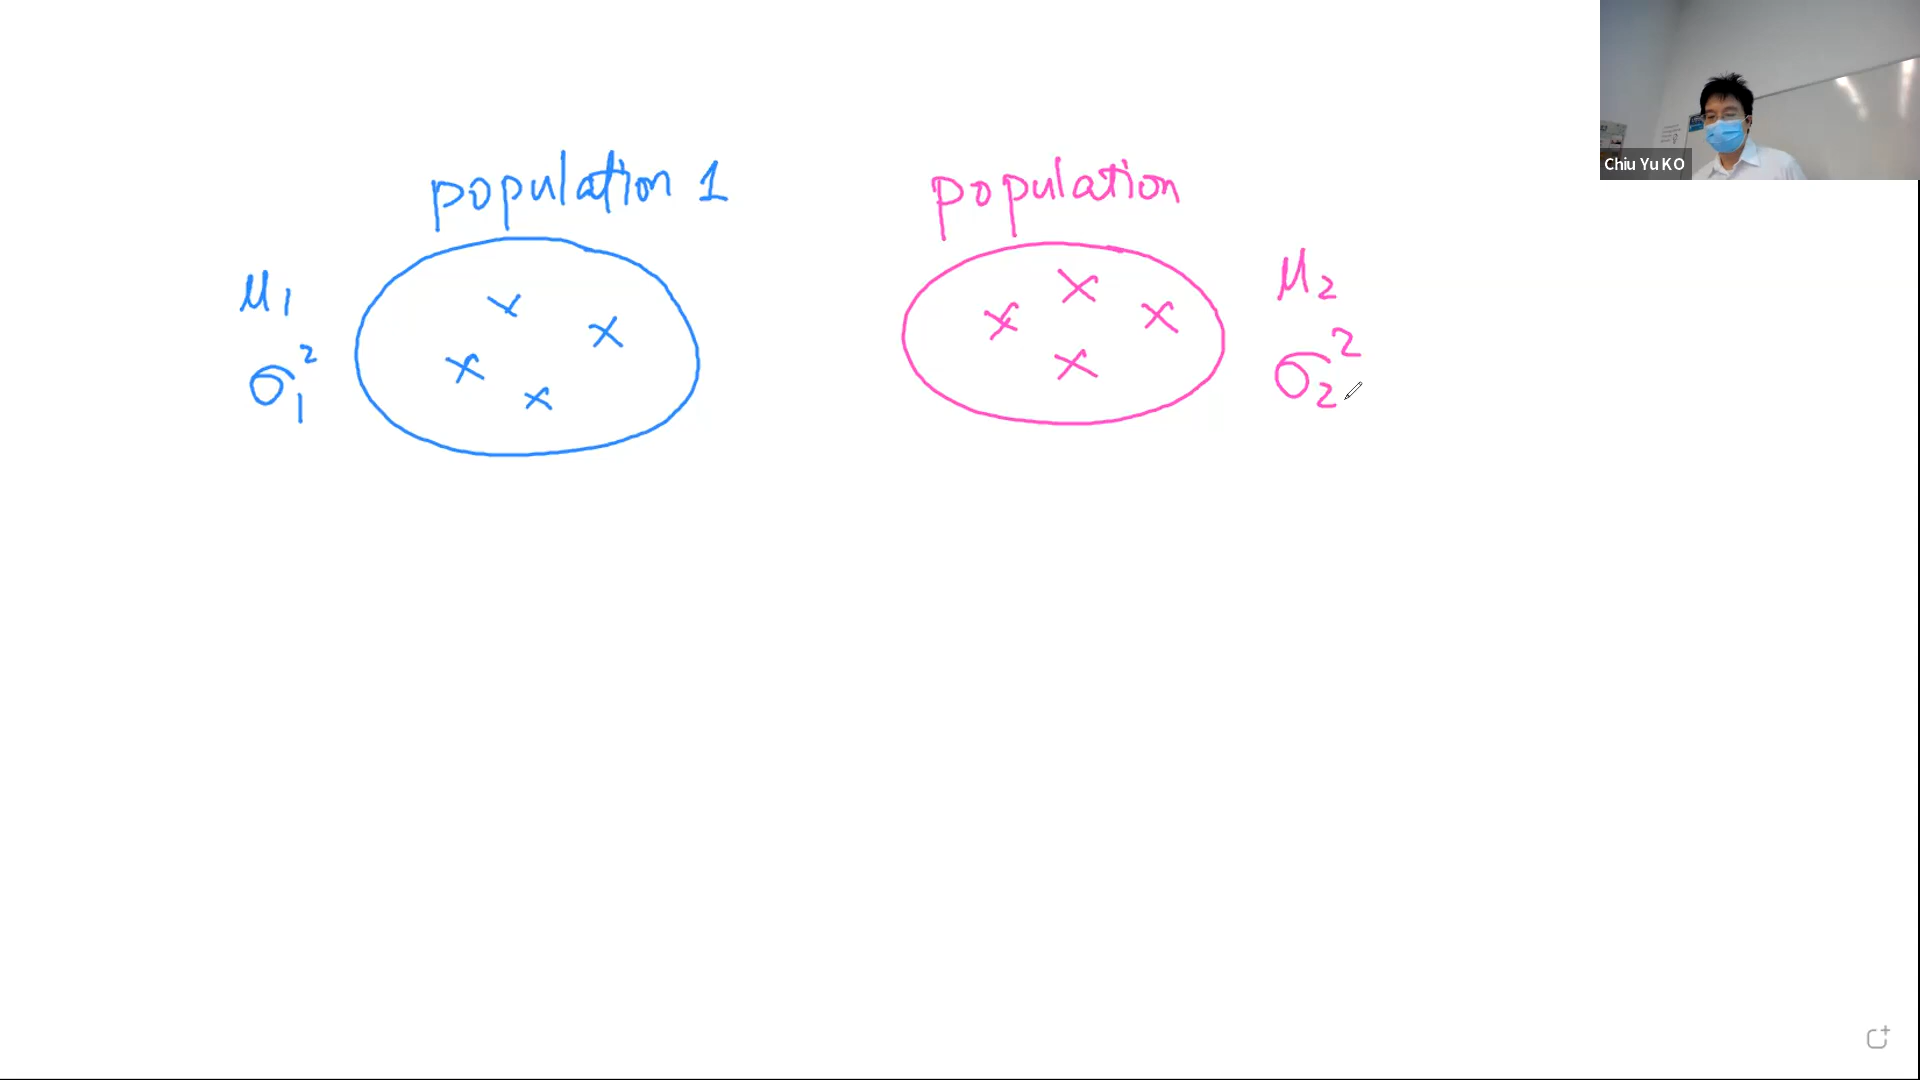 population 1
population
μ₁
σ₁²
μ₂
σ₂²
Chiu Yu KO